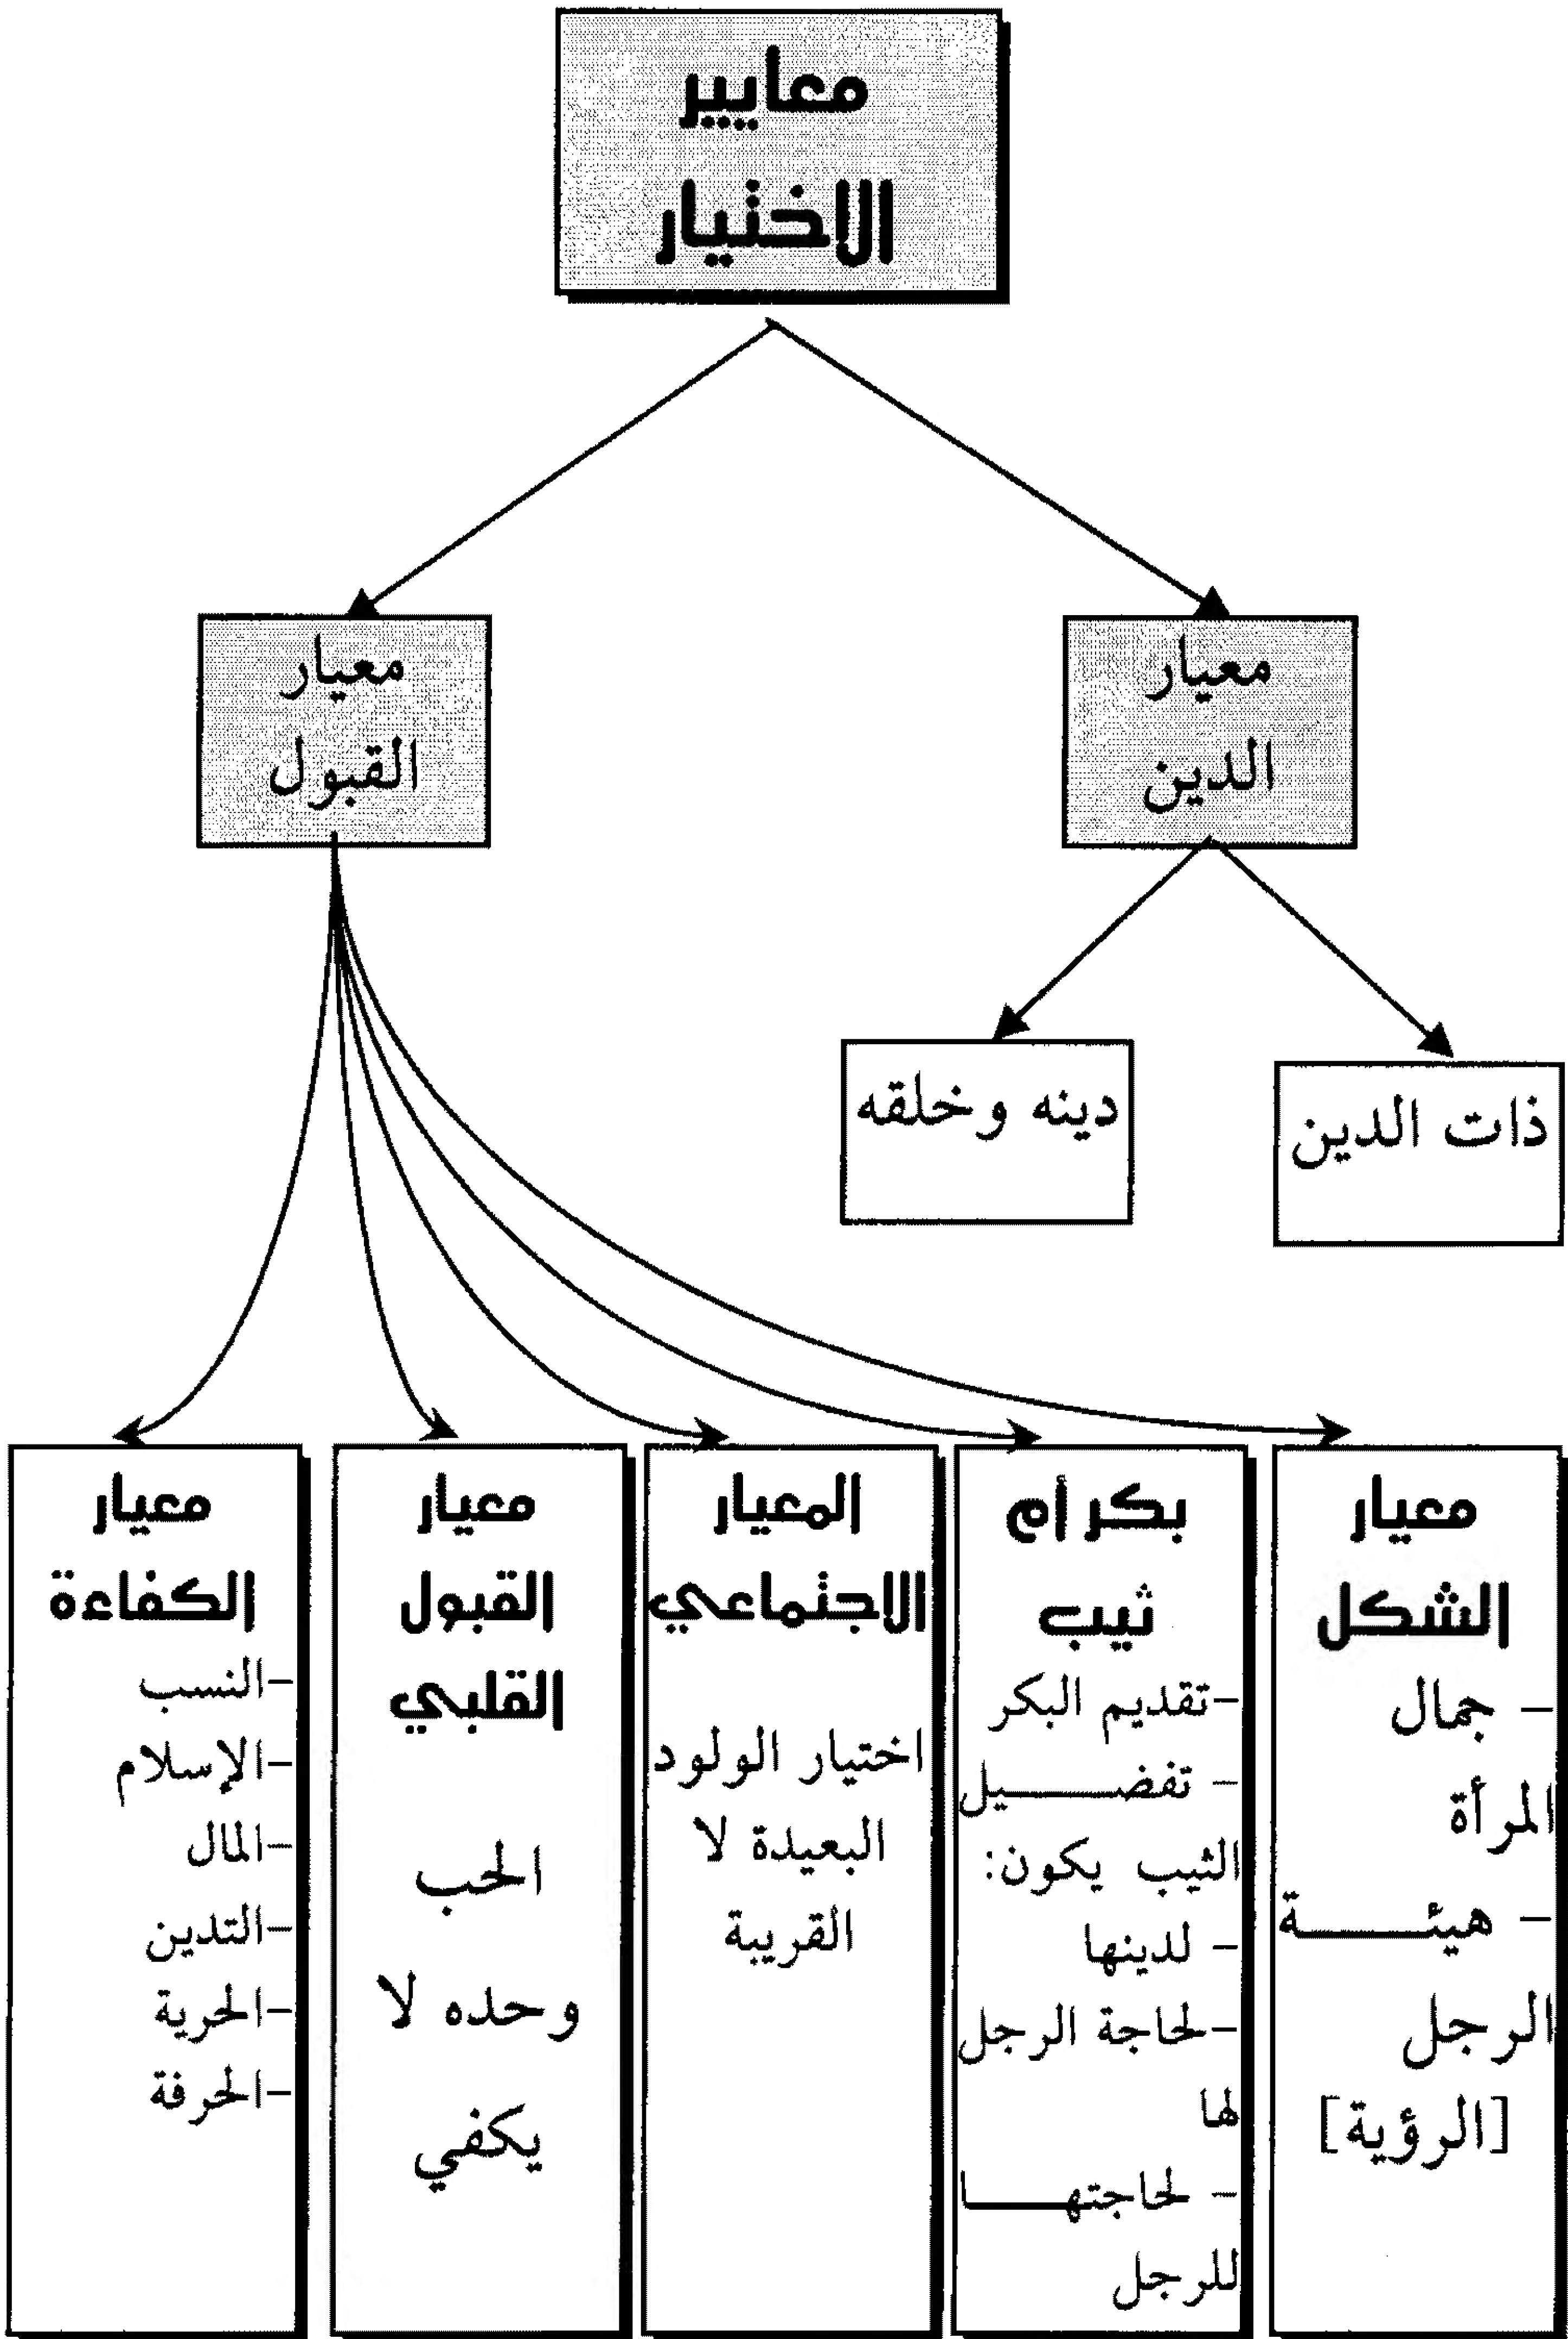 معايير
الاختيار
معيار
الدين
معيار
القبول
ذات الدين
دينه وخلقه
معيار
الشكل
– جمال
المرأة
– هيئة
الرجل
[الرؤية]
بكر أم
ثيب
–تقديم البكر
– تفضيل
الثيب يكون:
– لدينها
–لحاجة الرجل
لها
– لحاجتها
للرجل
المعيار
الاجتماعي
اختيار الولود
البعيدة لا
القريبة
معيار
القبول
القلبي
الحب
وحده لا
يكفي
معيار
الكفاءة
–النسب
–الإسلام
–المال
–التدين
–الحرية
–الحرفة